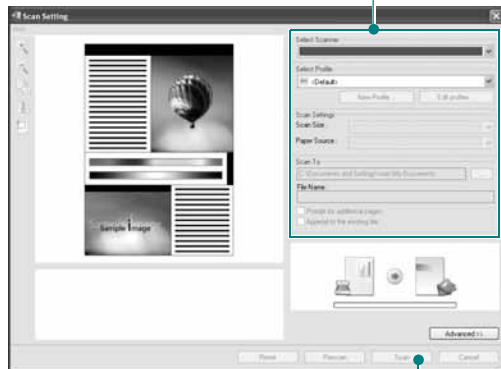 Scan Setting
Select Scanner
Select Profile
<Default>
New Profile...
Edit profiles
Scan Settings
Scan Size :
Paper Source :
Scan To
C:\Documents and Settings\user\My Documents
...
File Name
Prompt for additional pages
Append to the existing file
Sample Image
Advanced >>
Reset
Prescan
Scan
Cancel